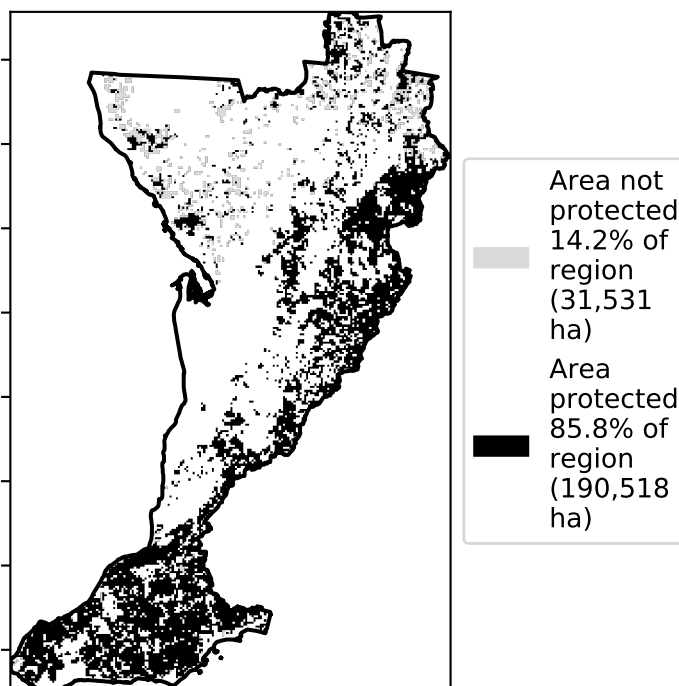 Area not
protected
14.2% of
region
(31,531
ha)
Area
protected
85.8% of
region
(190,518
ha)